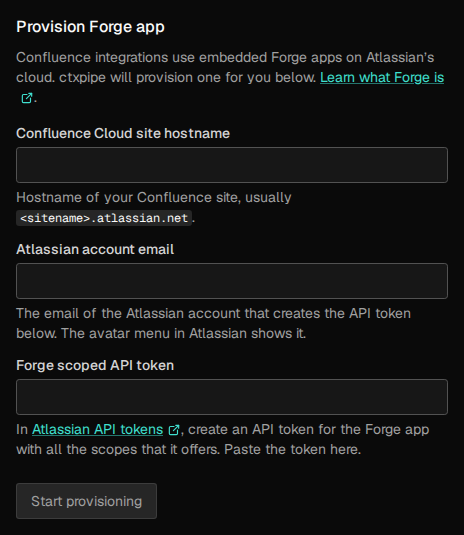 Provision Forge app
Confluence integrations use embedded Forge apps on Atlassian's
cloud. ctxpipe will provision one for you below. Learn what Forge is
.
Confluence Cloud site hostname
Hostname of your Confluence site, usually
<sitename>.atlassian.net.
Atlassian account email
The email of the Atlassian account that creates the API token
below. The avatar menu in Atlassian shows it.
Forge scoped API token
In Atlassian API tokens, create an API token for the Forge app
with all the scopes that it offers. Paste the token here.
Start provisioning